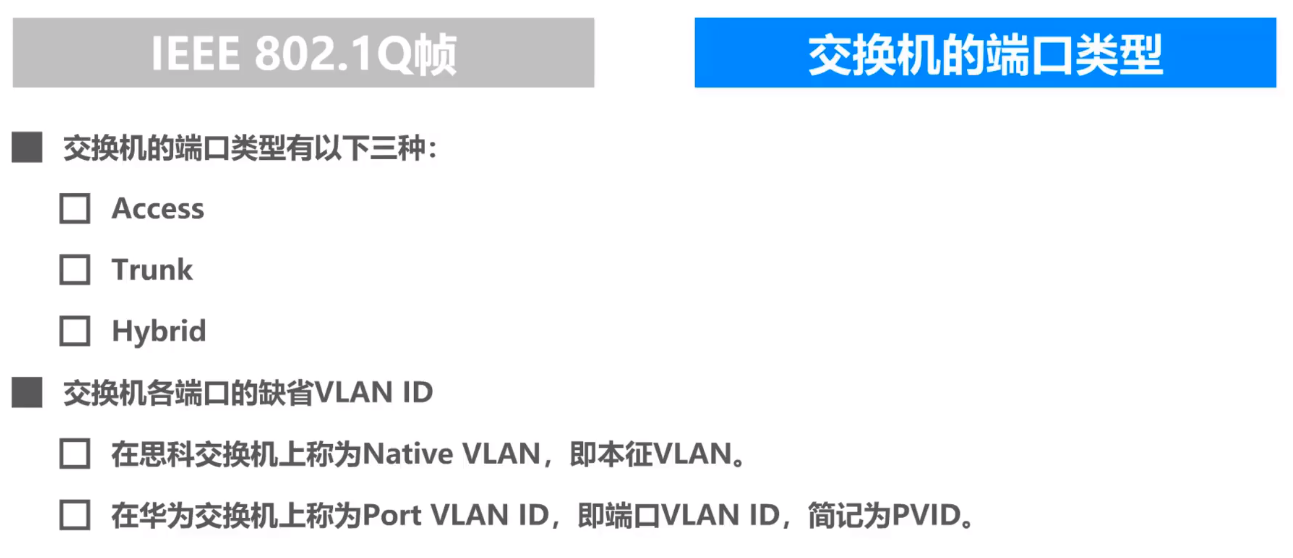 IEEE 802.1Q帧
交换机的端口类型
交换机的端口类型有以下三种：
Access
Trunk
Hybrid
交换机各端口的缺省VLAN ID
在思科交换机上称为Native VLAN，即本征VLAN。
在华为交换机上称为Port VLAN ID，即端口VLAN ID，简记为PVID。